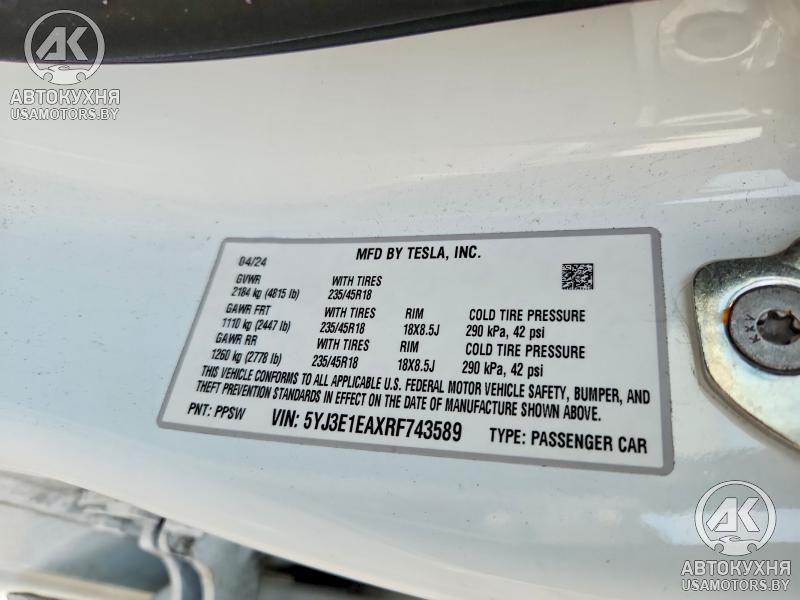 АК
АВТОКУХНЯ
USAMOTORS.BY
04/24
MFD BY TESLA, INC.
GVWR WITH TIRES
2184 kg (4815 lb) 235/45R18
GAWR FRT WITH TIRES RIM COLD TIRE PRESSURE
1110 kg (2447 lb) 235/45R18 18X8.5J 290 kPa, 42 psi
GAWR RR WITH TIRES RIM COLD TIRE PRESSURE
1260 kg (2778 lb) 235/45R18 18X8.5J 290 kPa, 42 psi
THIS VEHICLE CONFORMS TO ALL APPLICABLE U.S. FEDERAL MOTOR VEHICLE SAFETY, BUMPER, AND
THEFT PREVENTION STANDARDS IN EFFECT ON THE DATE OF MANUFACTURE SHOWN ABOVE.
PNT: PPSW VIN: 5YJ3E1EAXRF743589 TYPE: PASSENGER CAR
KXY
АК
АВТОКУХНЯ
USAMOTORS.BY